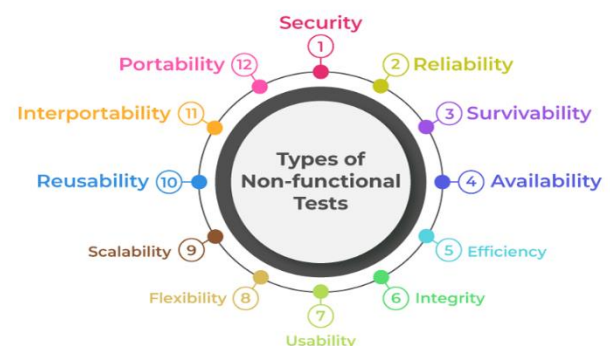 Security
1
2 Reliability
3 Survivability
4 Availability
5 Efficiency
6 Integrity
7
Usability
Flexibility 8
Scalability 9
Reusability 10
Interportability 11
Portability 12
Types of
Non-functional
Tests